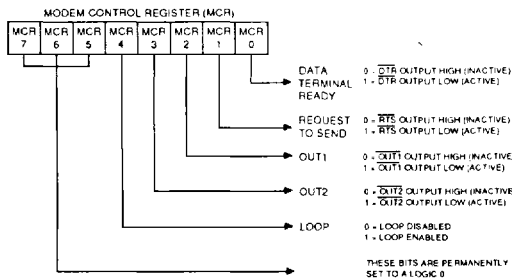 MODEM CONTROL REGISTER (MCR)
MCR 7 MCR 6 MCR 5 MCR 4 MCR 3 MCR 2 MCR 1 MCR 0
DATA TERMINAL READY
0 - DTR OUTPUT HIGH (INACTIVE)
1 - DTR OUTPUT LOW (ACTIVE)
REQUEST TO SEND
0 - RTS OUTPUT HIGH (INACTIVE)
1 - RTS OUTPUT LOW (ACTIVE)
OUT1
0 - OUT1 OUTPUT HIGH (INACTIVE
1 - OUT1 OUTPUT LOW (ACTIVE)
OUT2
0 - OUT2 OUTPUT HIGH (INACTIVE
1 - OUT2 OUTPUT LOW (ACTIVE)
LOOP
0 - LOOP DISABLED
1 - LOOP ENABLED
THESE BITS ARE PERMANENTLY
SET TO A LOGIC 0